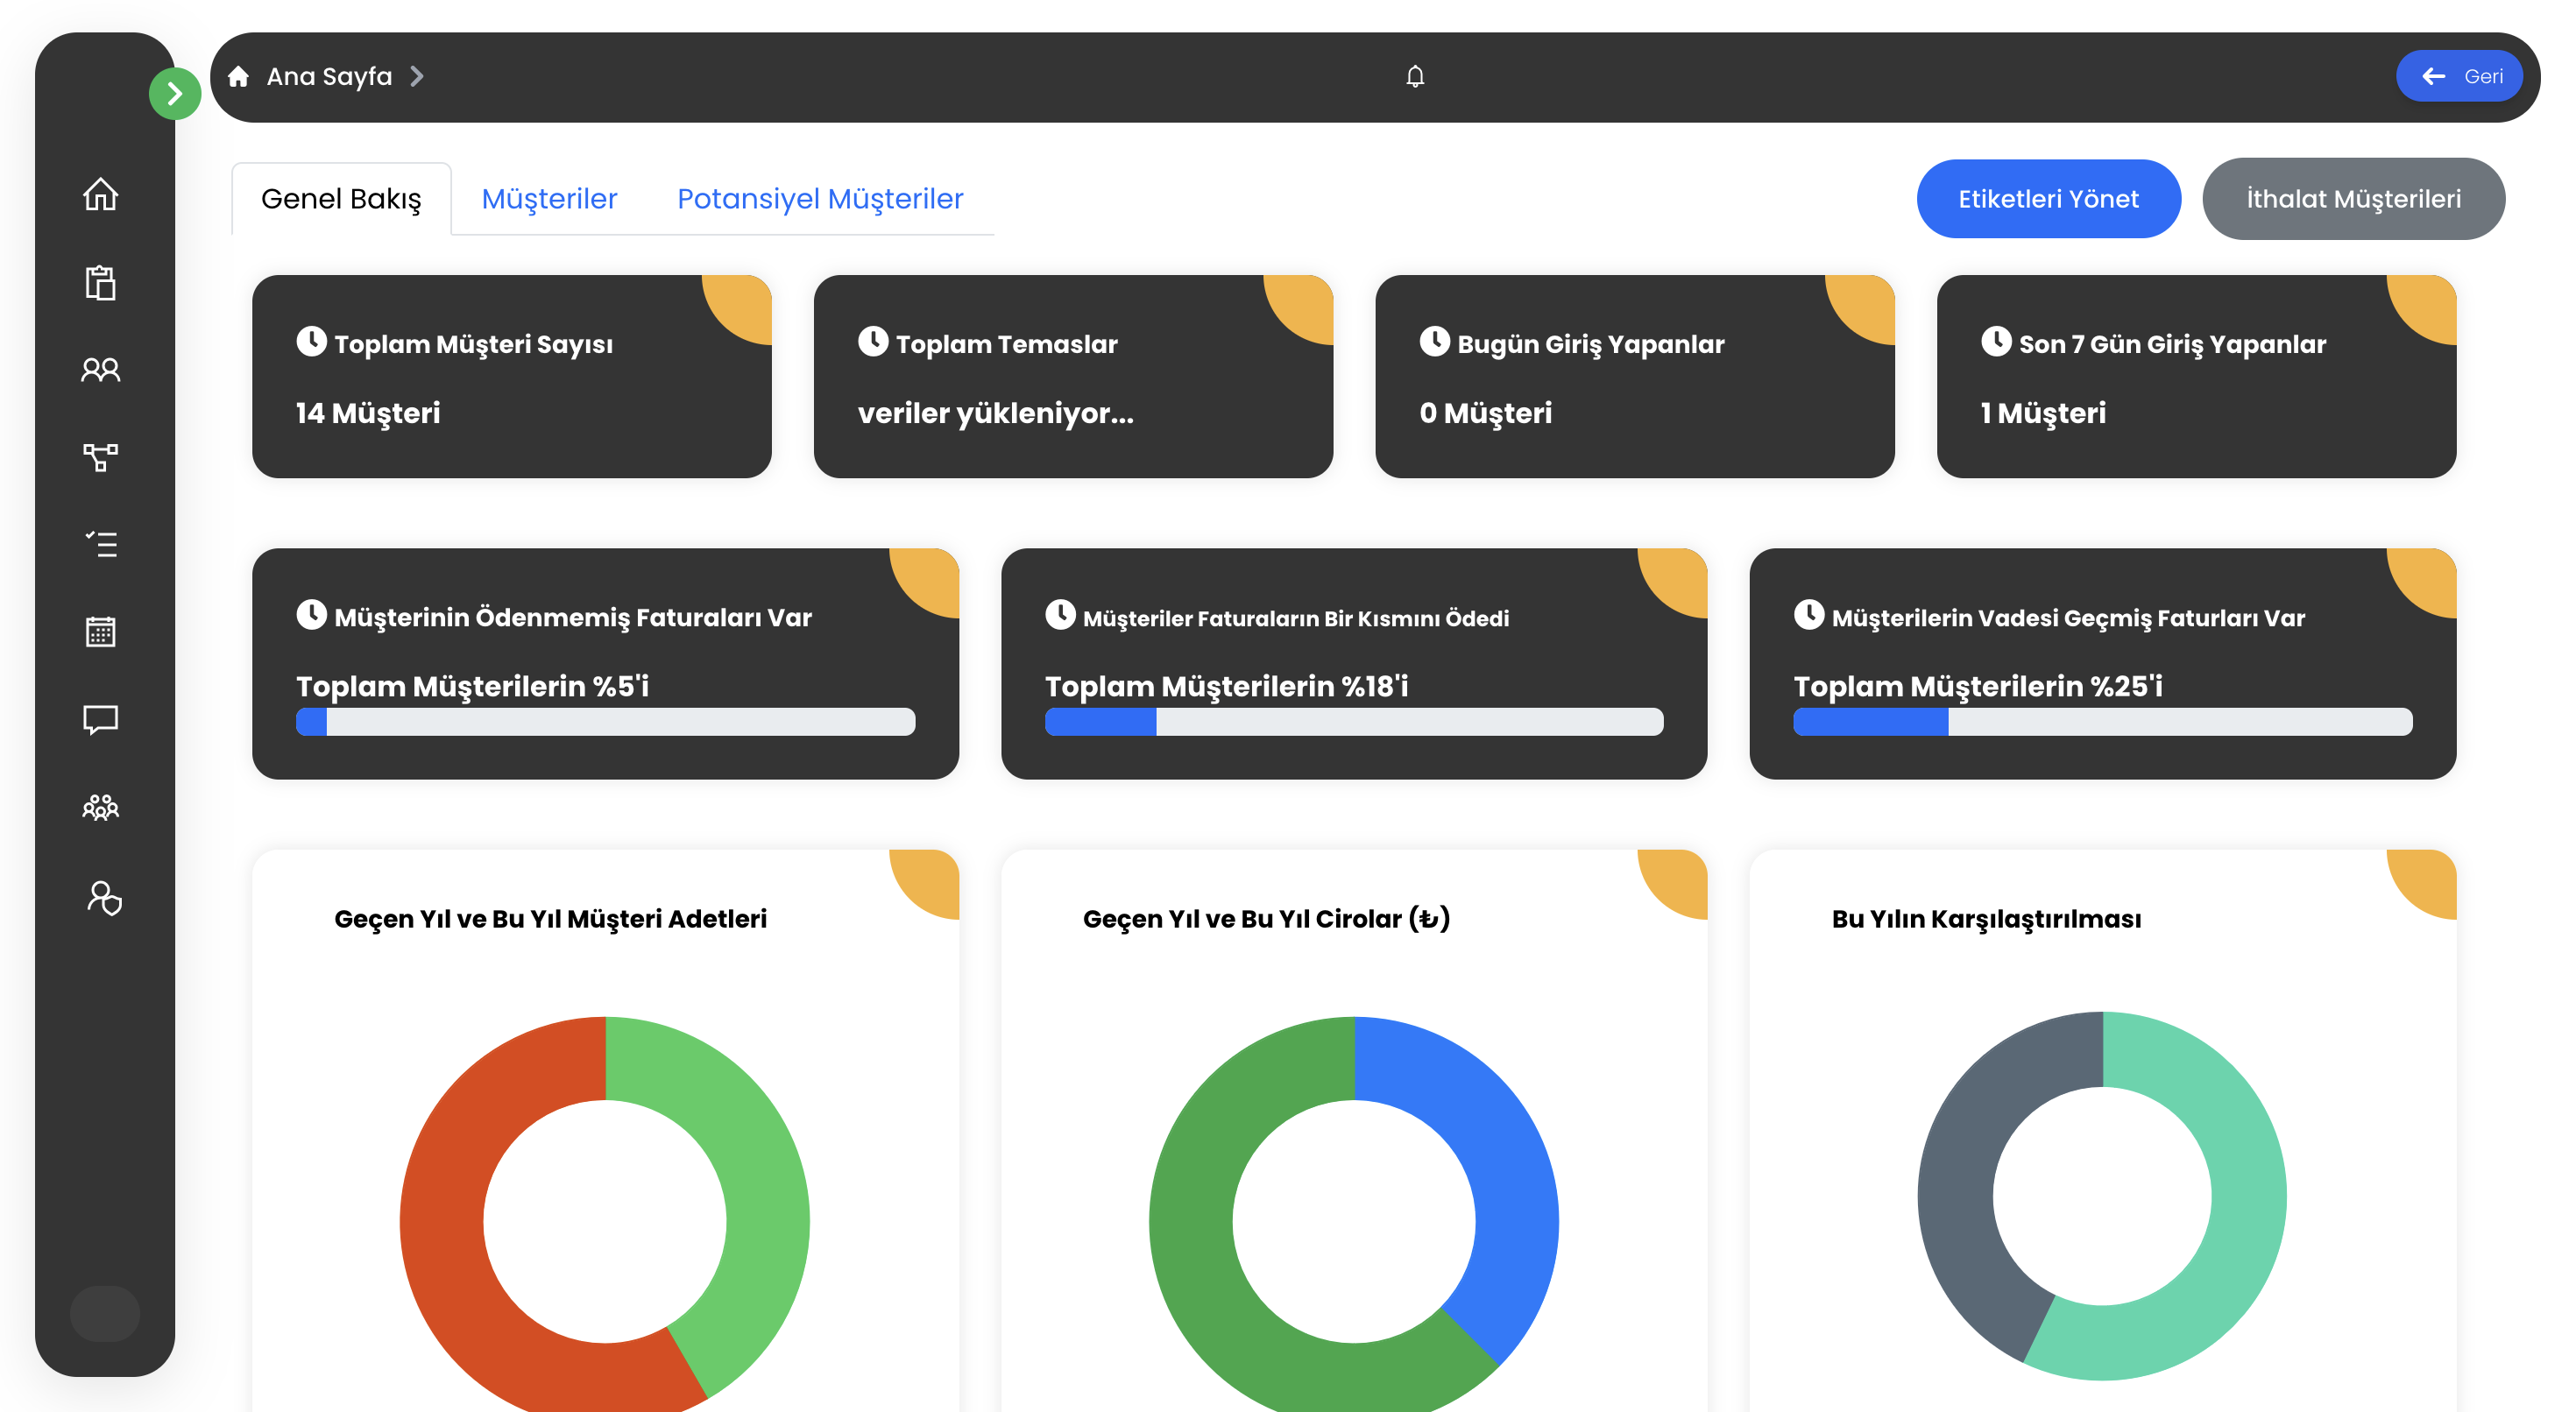 Ana Sayfa
Geri
Genel Bakış
Müşteriler
Potansiyel Müşteriler
Etiketleri Yönet
İthalat Müşterileri
Toplam Müşteri Sayısı
14 Müşteri
Toplam Temaslar
veriler yükleniyor...
Bugün Giriş Yapanlar
0 Müşteri
Son 7 Gün Giriş Yapanlar
1 Müşteri
Müşterinin Ödenmemiş Faturaları Var
Toplam Müşterilerin %5'i
Müşteriler Faturaların Bir Kısmını Ödedi
Toplam Müşterilerin %18'i
Müşterilerin Vadesi Geçmiş Faturları Var
Toplam Müşterilerin %25'i
Geçen Yıl ve Bu Yıl Müşteri Adetleri
Geçen Yıl ve Bu Yıl Cirolar (₺)
Bu Yılın Karşılaştırılması